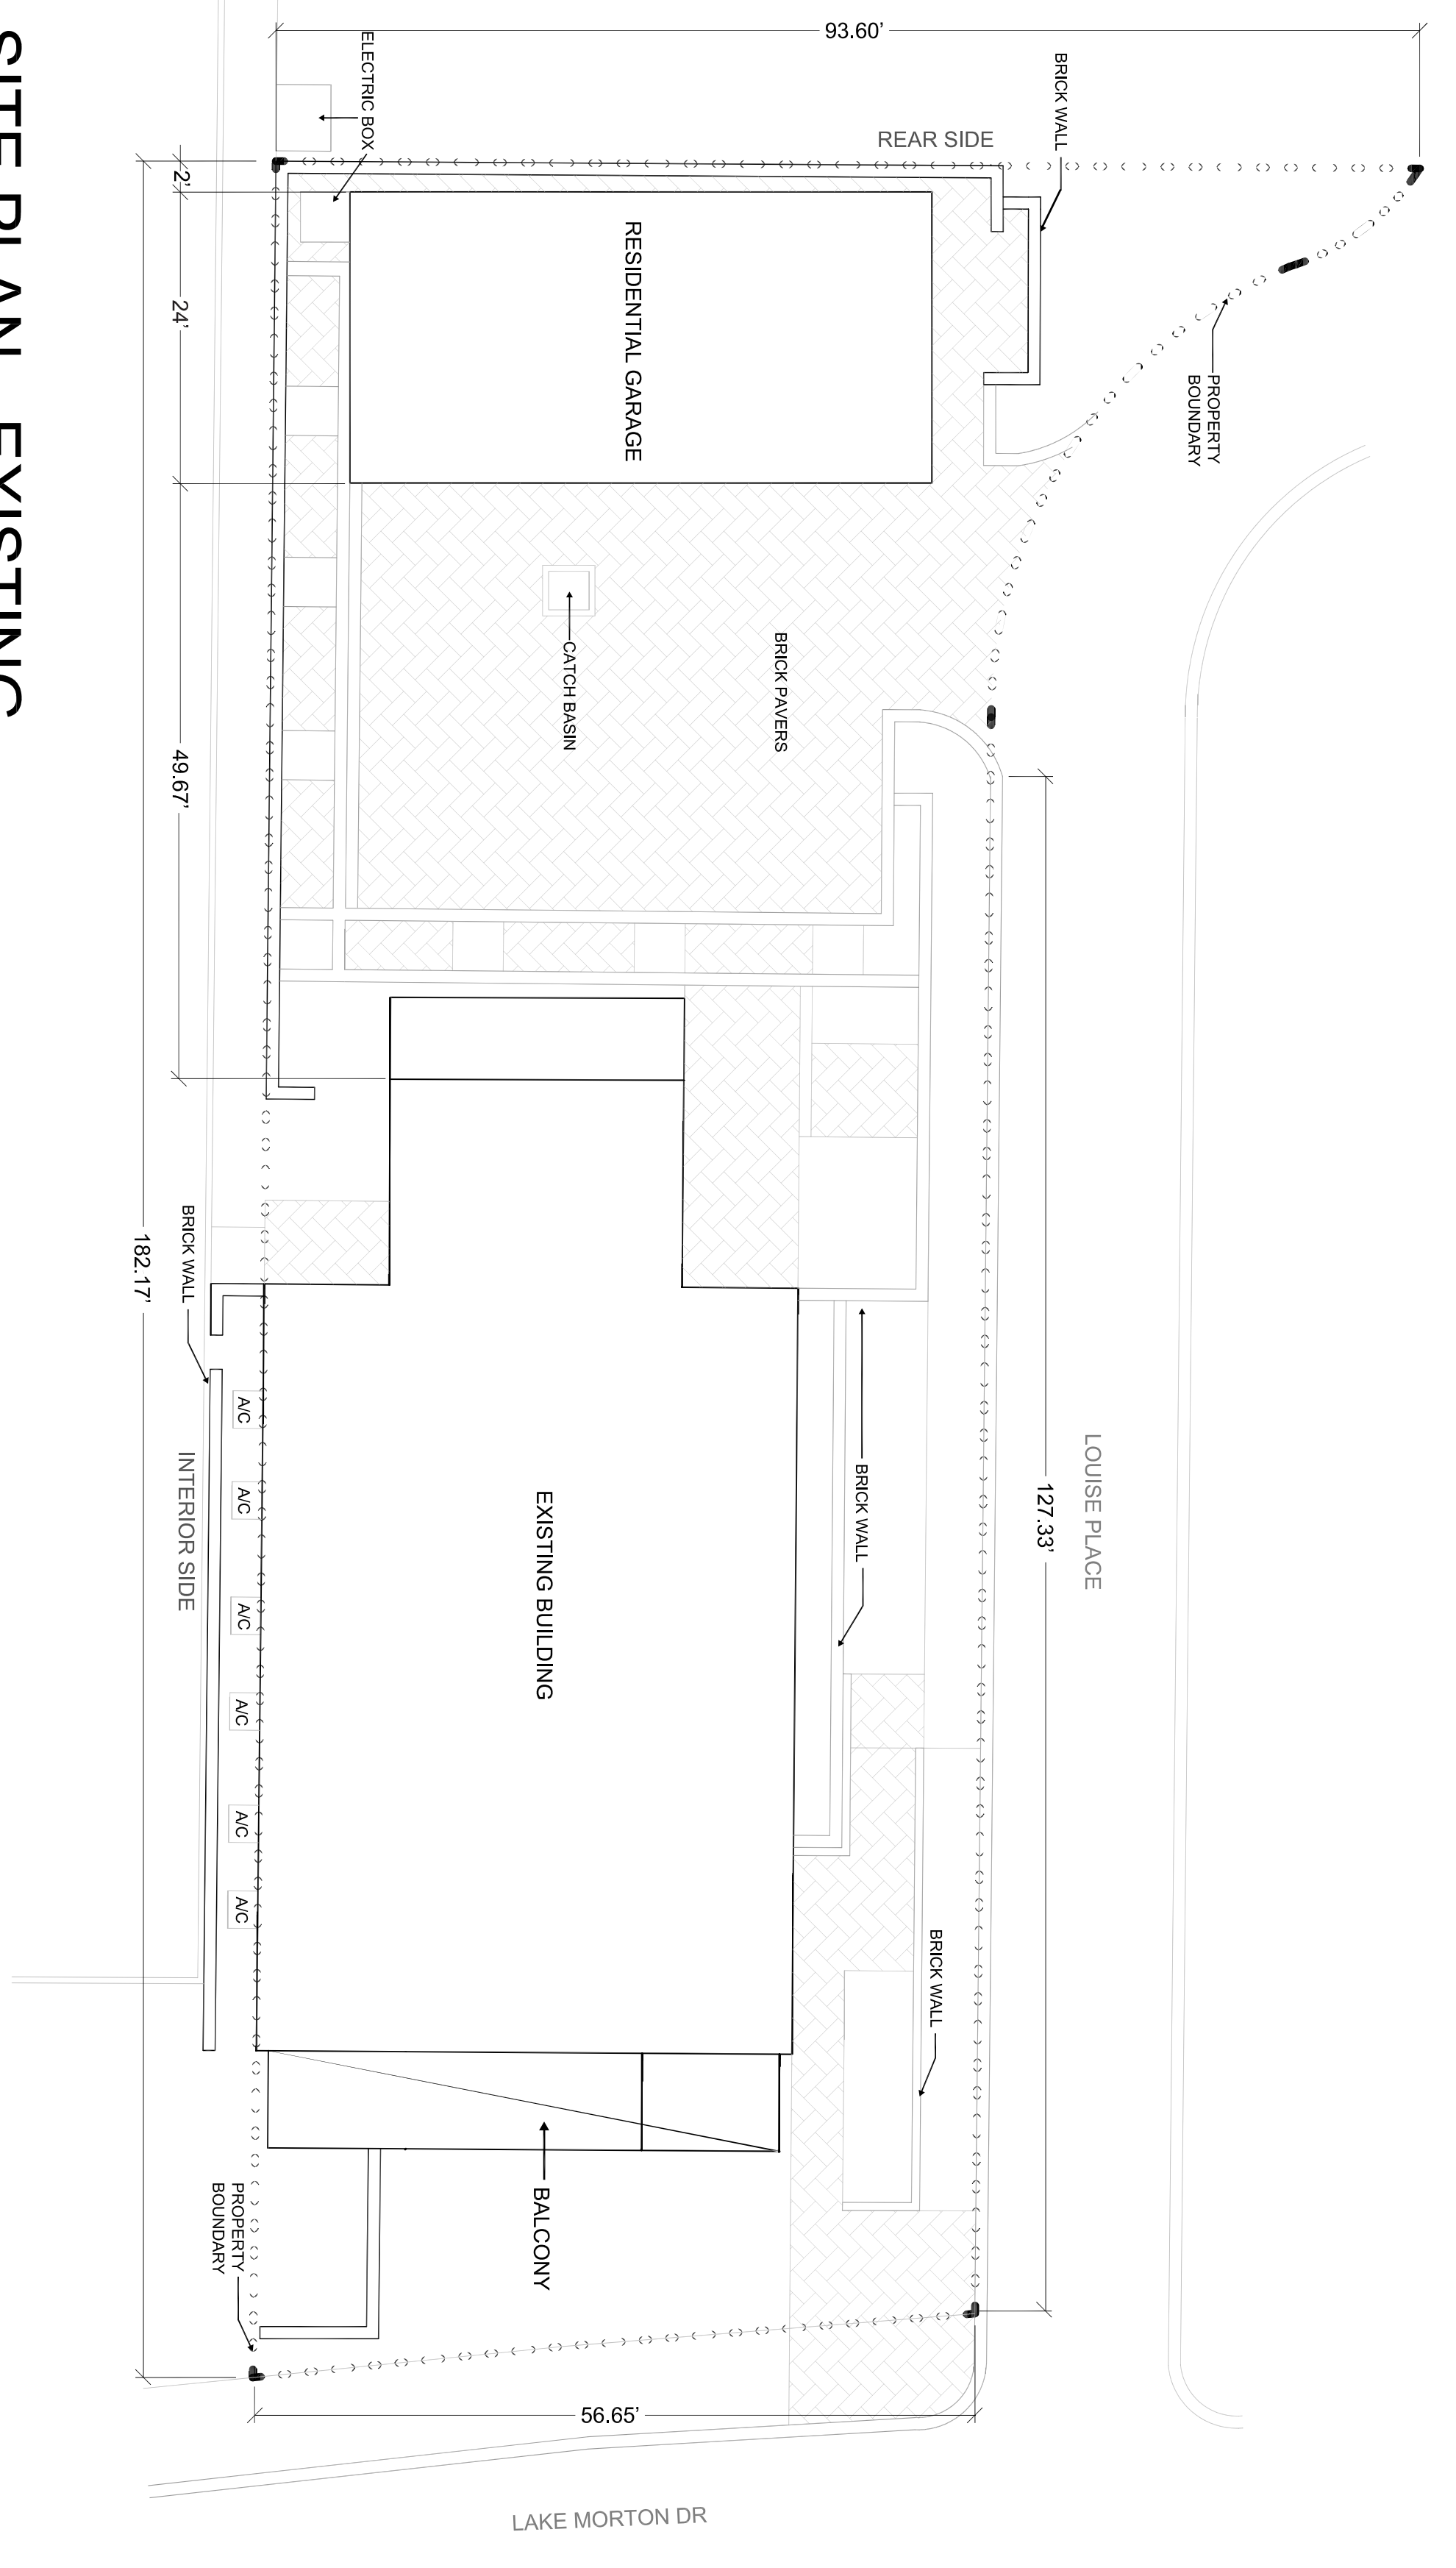 SITE PLAN EXISTING
93.60’
ELECTRIC BOX
BRICK WALL
REAR SIDE
2’
24’
49.67’
182.17’
RESIDENTIAL GARAGE
PROPERTY
BOUNDARY
CATCH BASIN
BRICK PAVERS
BRICK WALL
INTERIOR SIDE
A/C
A/C
A/C
A/C
A/C
A/C
EXISTING BUILDING
BRICK WALL
127.33’
LOUISE PLACE
BRICK WALL
BALCONY
PROPERTY
BOUNDARY
56.65’
LAKE MORTON DR